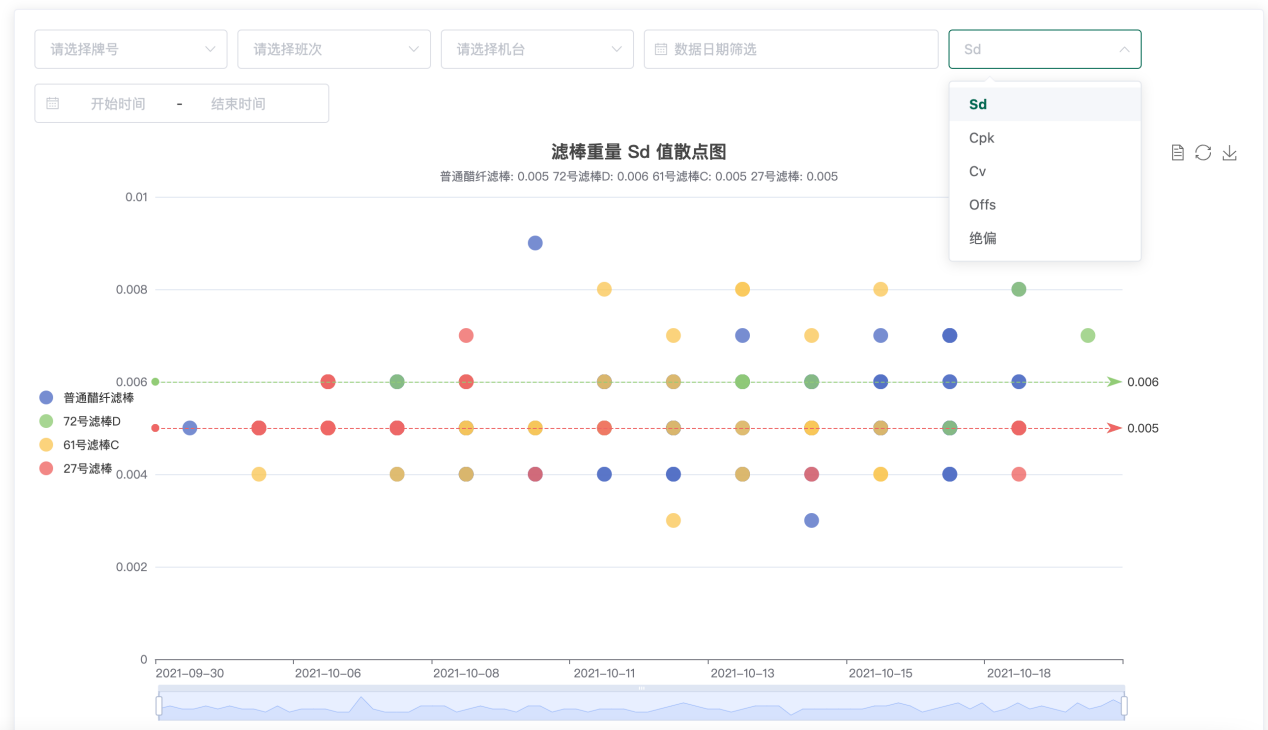 请选择牌号
请选择班次
请选择机台
数据日期筛选
Sd
开始时间 - 结束时间
Sd
Cpk
Cv
Offs
绝偏
滤棒重量 Sd 值散点图
普通醋纤滤棒: 0.005 72号滤棒D: 0.006 61号滤棒C: 0.005 27号滤棒: 0.005
0.01
0.008
0.006
0.004
0.002
0
0.006
0.005
普通醋纤滤棒
72号滤棒D
61号滤棒C
27号滤棒
2021-09-30
2021-10-06
2021-10-08
2021-10-11
2021-10-13
2021-10-15
2021-10-18